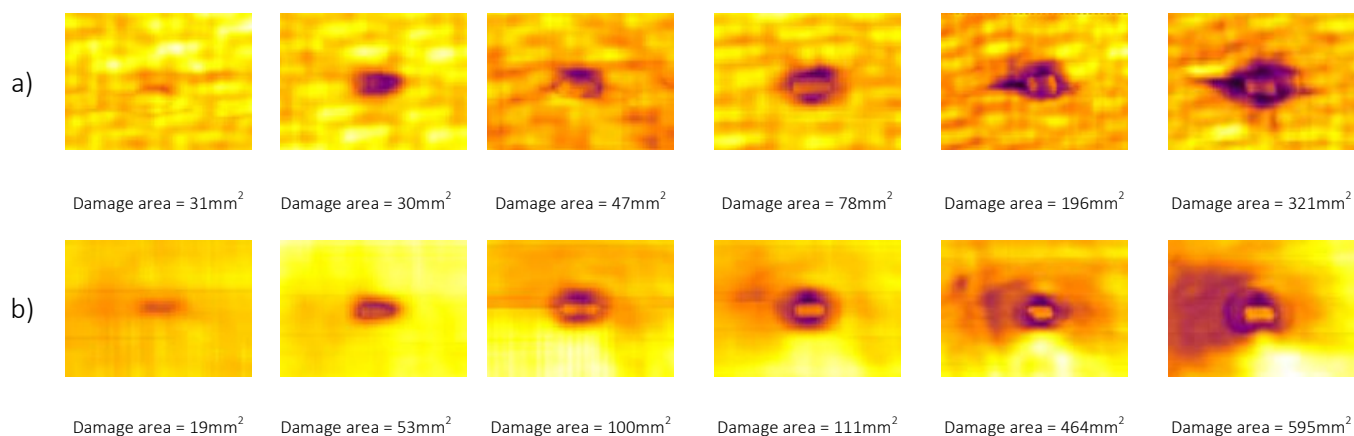 a)
Damage area = 31mm² Damage area = 30mm² Damage area = 47mm² Damage area = 78mm² Damage area = 196mm² Damage area = 321mm²
b)
Damage area = 19mm² Damage area = 53mm² Damage area = 100mm² Damage area = 111mm² Damage area = 464mm² Damage area = 595mm²